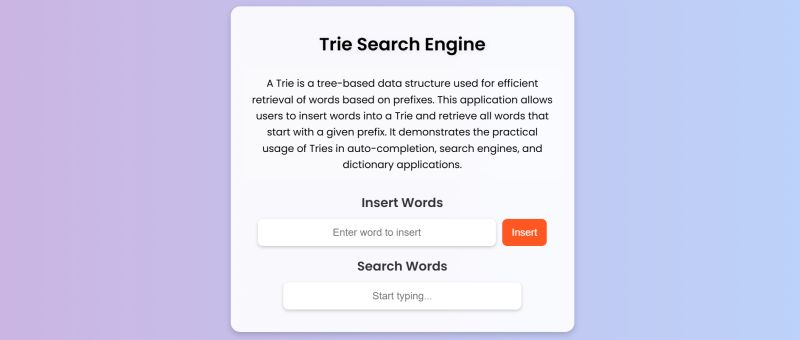 Trie Search Engine
A Trie is a tree-based data structure used for efficient
retrieval of words based on prefixes. This application allows
users to insert words into a Trie and retrieve all words that
start with a given prefix. It demonstrates the practical
usage of Tries in auto-completion, search engines, and
dictionary applications.
Insert Words
Enter word to insert
Insert
Search Words
Start typing...